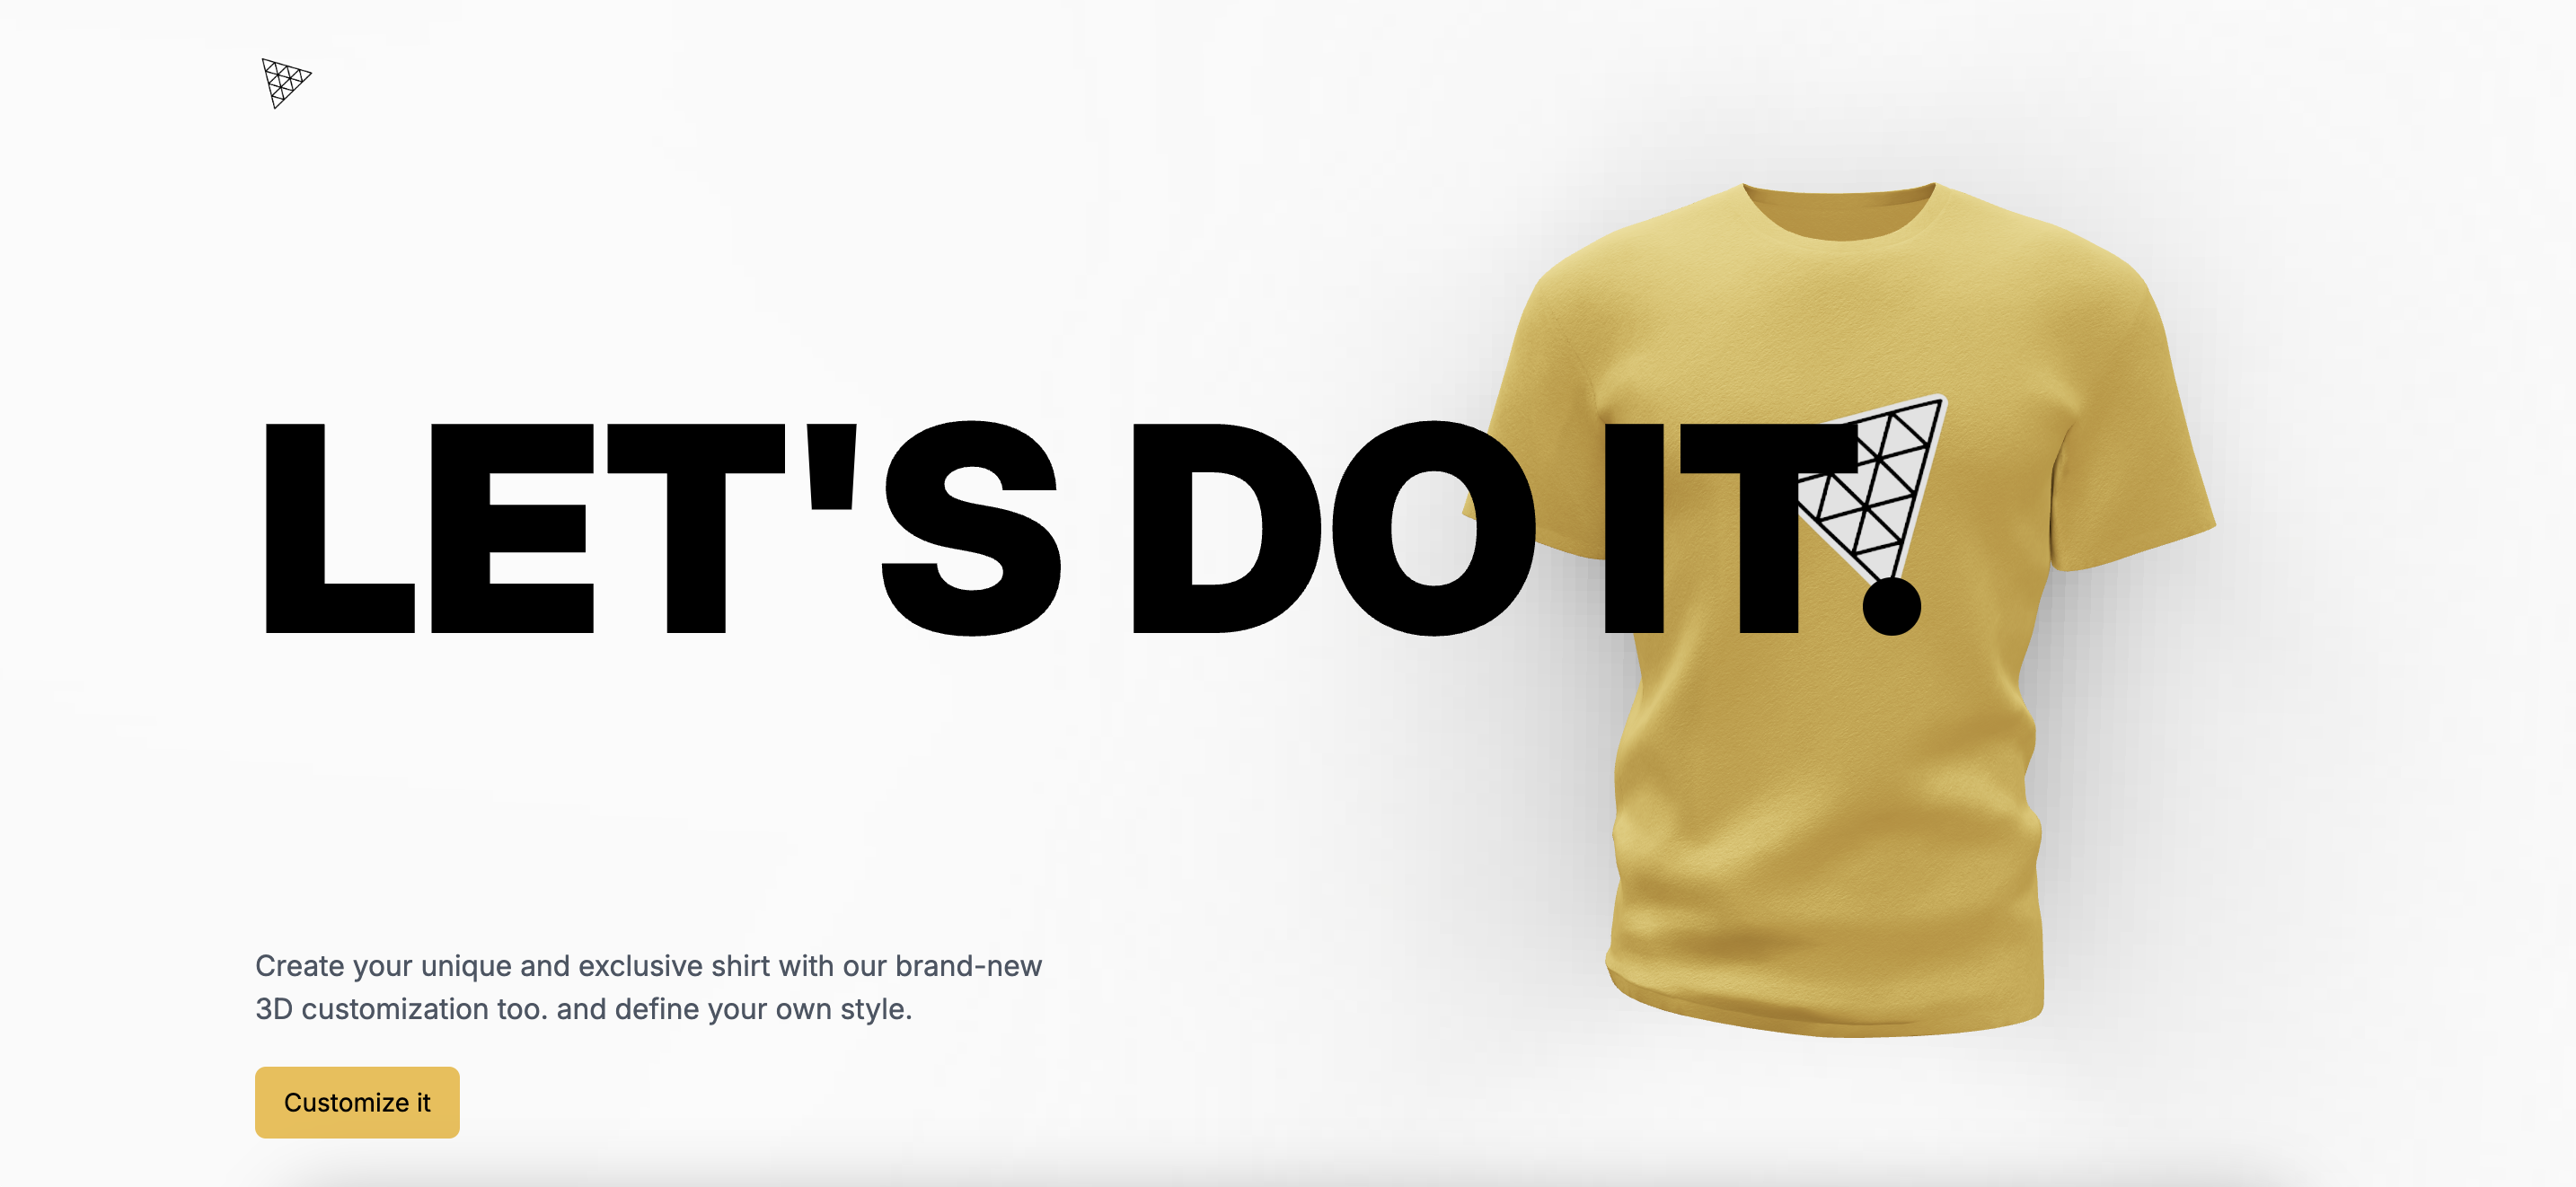 LET'S DO IT.
Create your unique and exclusive shirt with our brand-new
3D customization too. and define your own style.
Customize it